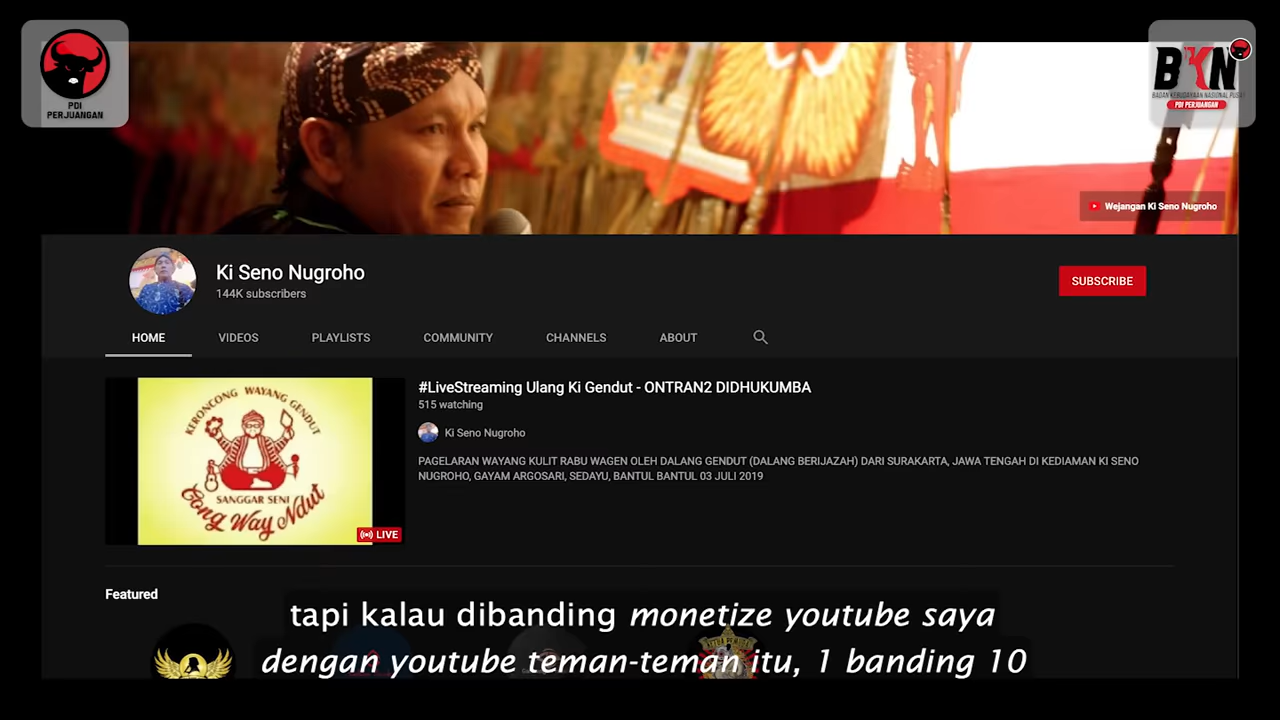 PDI
PERJUANGAN
BKN
BADAN KEBUDAYAAN NASIONAL PUSAT
PDI PERJUANGAN
Wejangan Ki Seno Nugroho
Ki Seno Nugroho
144K subscribers
SUBSCRIBE
HOME VIDEOS PLAYLISTS COMMUNITY CHANNELS ABOUT
#LiveStreaming Ulang Ki Gendut - ONTRAN2 DIDHUKUMBA
515 watching
Ki Seno Nugroho
PAGELARAN WAYANG KULIT RABU WAGEN OLEH DALANG GENDUT (DALANG BERIJAZAH) DARI SURAKARTA, JAWA TENGAH DI KEDIAMAN KI SENO
NUGROHO, GAYAM ARGOSARI, SEDAYU, BANTUL BANTUL 03 JULI 2019
KERONCONG WAYANG GENDUT
SANGGAR SENI
Cong Way Ndut
LIVE
Featured
tapi kalau dibanding monetize youtube saya
dengan youtube teman-teman itu, 1 banding 10